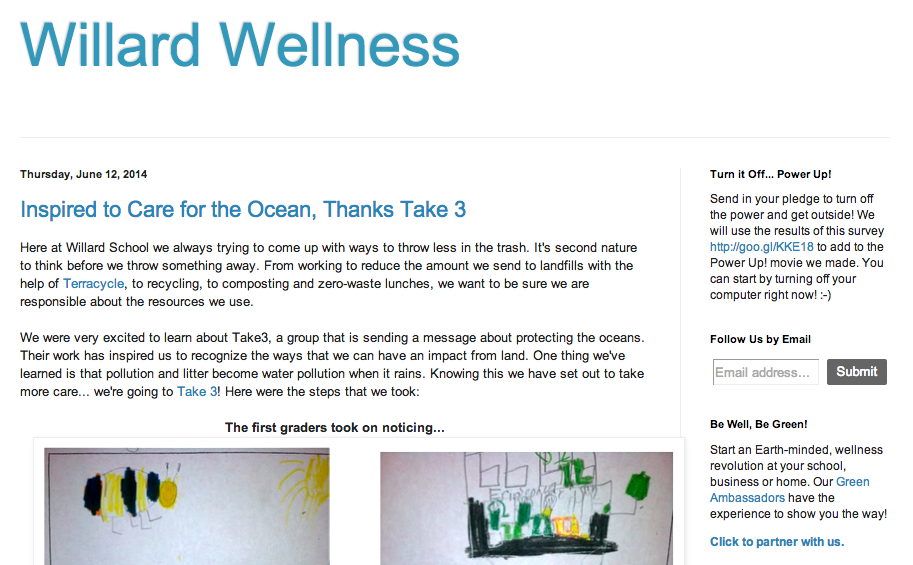 Willard Wellness
Thursday, June 12, 2014
Inspired to Care for the Ocean, Thanks Take 3
Here at Willard School we always trying to come up with ways to throw less in the trash. It's second nature
to think before we throw something away. From working to reduce the amount we send to landfills with the
help of Terracycle, to recycling, to composting and zero-waste lunches, we want to be sure we are
responsible about the resources we use.
We were very excited to learn about Take3, a group that is sending a message about protecting the oceans.
Their work has inspired us to recognize the ways that we can have an impact from land. One thing we've
learned is that pollution and litter become water pollution when it rains. Knowing this we have set out to take
more care... we're going to Take 3! Here were the steps that we took:
The first graders took on noticing...
Turn it Off... Power Up!
Send in your pledge to turn off
the power and get outside! We
will use the results of this survey
http://goo.gl/KKE18 to add to the
Power Up! movie we made. You
can start by turning off your
computer right now! :-)
Follow Us by Email
Email address...
Submit
Be Well, Be Green!
Start an Earth-minded, wellness
revolution at your school,
business or home. Our Green
Ambassadors have the
experience to show you the way!
Click to partner with us.